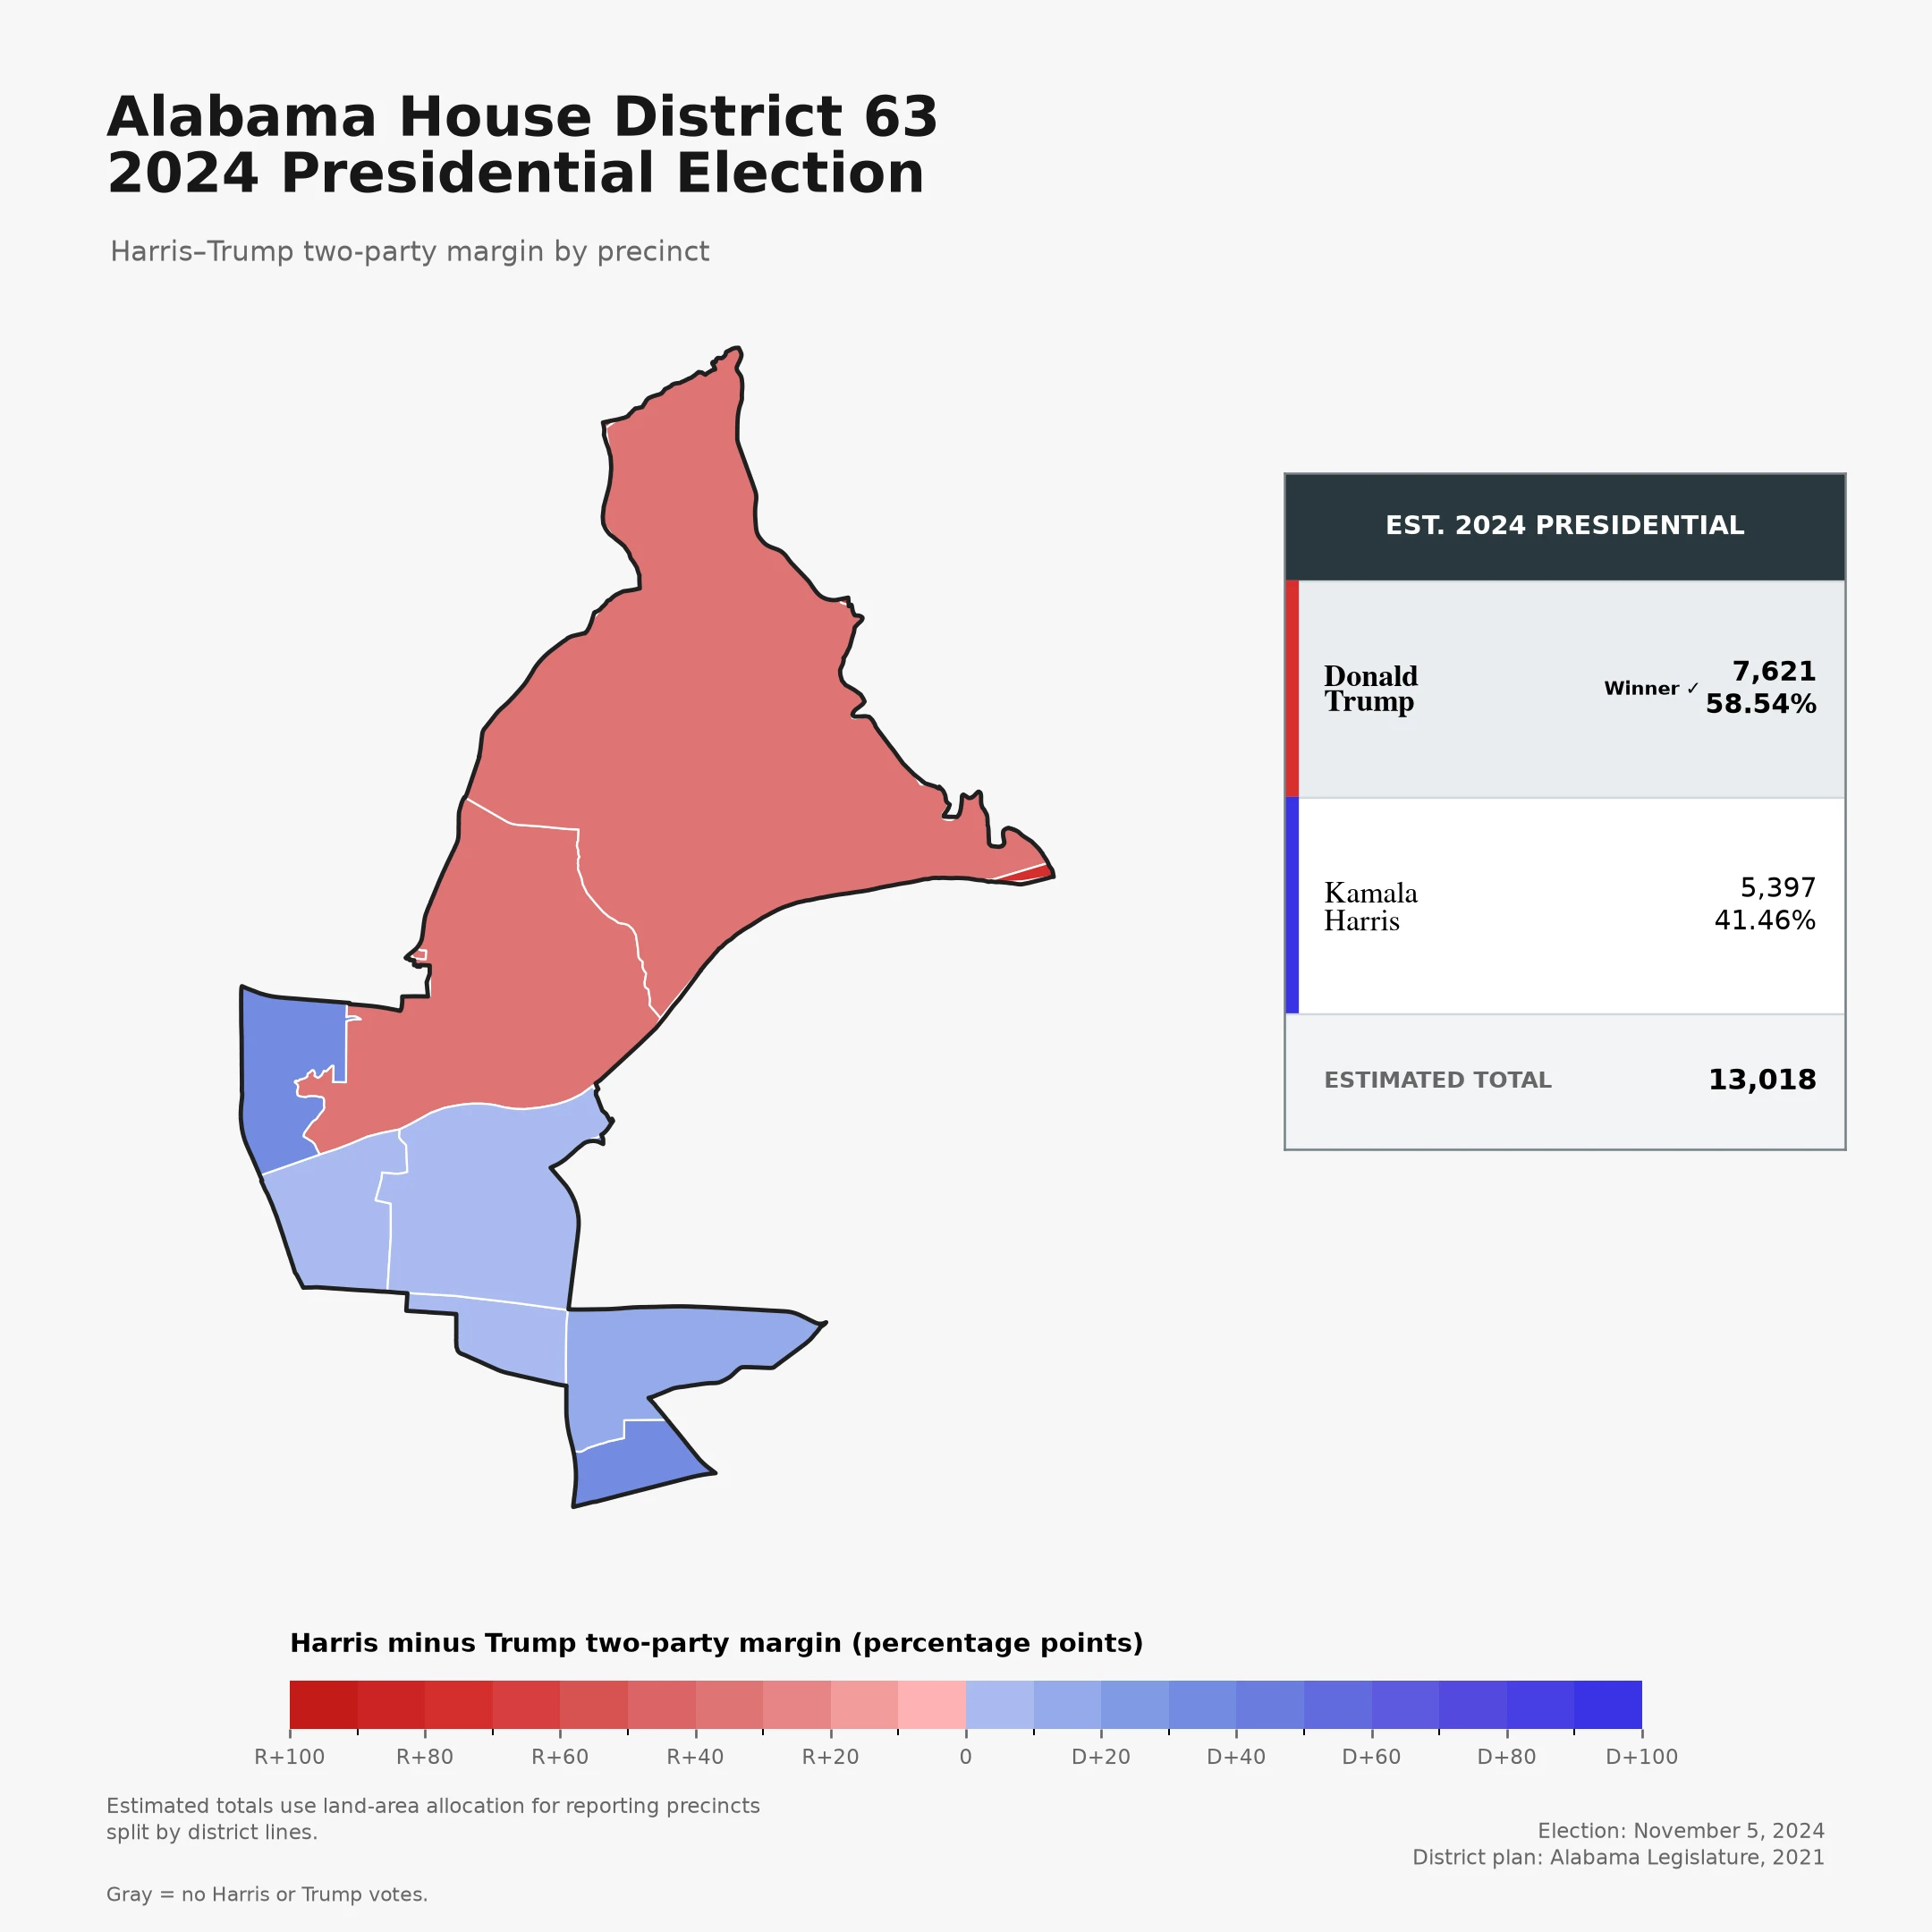 Alabama House District 63
2024 Presidential Election
Harris–Trump two-party margin by precinct
EST. 2024 PRESIDENTIAL
Donald
Trump
Winner ✓
7,621
58.54%
Kamala
Harris
5,397
41.46%
ESTIMATED TOTAL
13,018
Harris minus Trump two-party margin (percentage points)
R+100 R+80 R+60 R+40 R+20 0 D+20 D+40 D+60 D+80 D+100
Estimated totals use land-area allocation for reporting precincts
split by district lines.
Gray = no Harris or Trump votes.
Election: November 5, 2024
District plan: Alabama Legislature, 2021